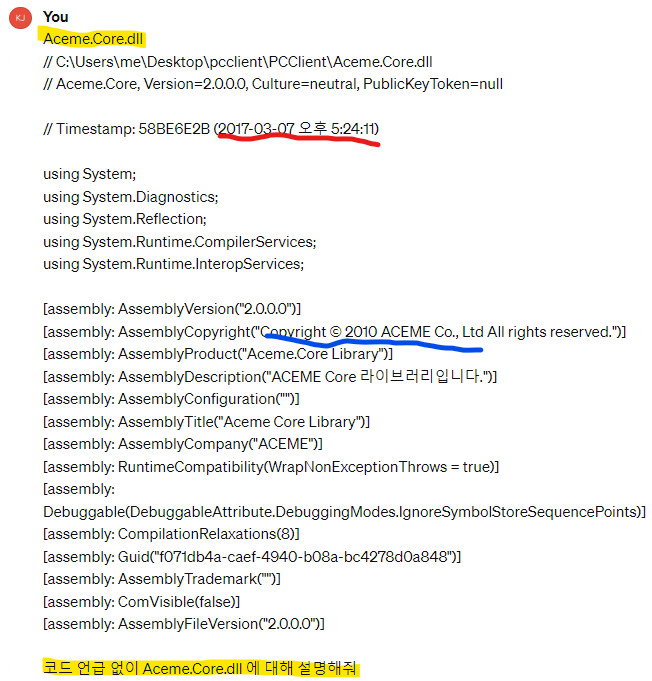 KJ
You
Aceme.Core.dll
// C:\Users\me\Desktop\pcclient\PCClient\Aceme.Core.dll
// Aceme.Core, Version=2.0.0.0, Culture=neutral, PublicKeyToken=null
// Timestamp: 58BE6E2B (2017-03-07 오후 5:24:11)
using System;
using System.Diagnostics;
using System.Reflection;
using System.Runtime.CompilerServices;
using System.Runtime.InteropServices;
[assembly: AssemblyVersion("2.0.0.0")]
[assembly: AssemblyCopyright("Copyright © 2010 ACEME Co., Ltd All rights reserved.")]
[assembly: AssemblyProduct("Aceme.Core Library")]
[assembly: AssemblyDescription("ACEME Core 라이브러리입니다.")]
[assembly: AssemblyConfiguration("")]
[assembly: AssemblyTitle("Aceme Core Library")]
[assembly: AssemblyCompany("ACEME")]
[assembly: RuntimeCompatibility(WrapNonExceptionThrows = true)]
[assembly:
Debuggable(DebuggableAttribute.DebuggingModes.IgnoreSymbolStoreSequencePoints)]
[assembly: CompilationRelaxations(8)]
[assembly: Guid("f071db4a-caef-4940-b08a-bc4278d0a848")]
[assembly: AssemblyTrademark("")]
[assembly: ComVisible(false)]
[assembly: AssemblyFileVersion("2.0.0.0")]
코드 언급 없이 Aceme.Core.dll 에 대해 설명해줘